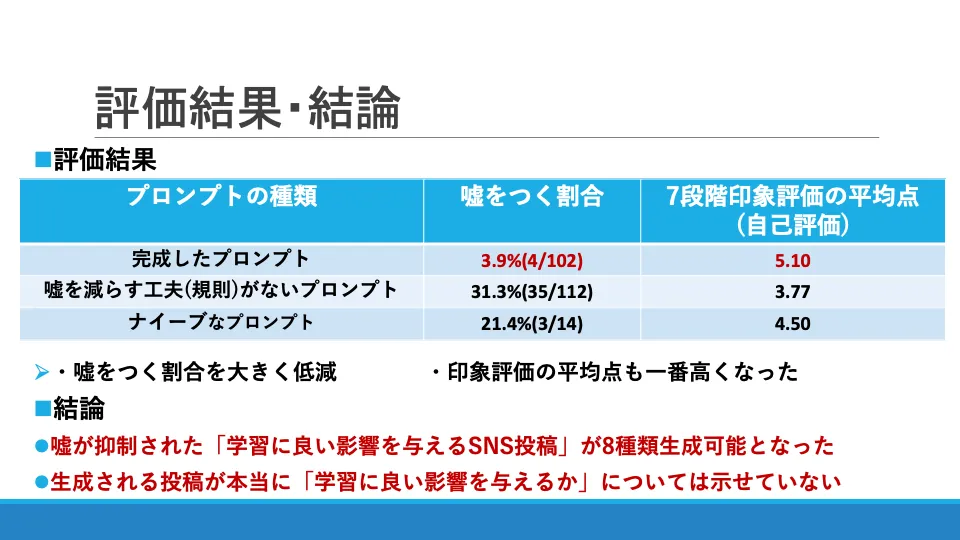 評価結果・結論
■評価結果
プロンプトの種類 嘘をつく割合 7段階印象評価の平均点
(自己評価)
完成したプロンプト 3.9%(4/102) 5.10
嘘を減らす工夫(規則)がないプロンプト 31.3%(35/112) 3.77
ナイーブなプロンプト 21.4%(3/14) 4.50
➢・嘘をつく割合を大きく低減 ・印象評価の平均点も一番高くなった
■結論
●嘘が抑制された「学習に良い影響を与えるSNS投稿」が8種類生成可能となった
●生成される投稿が本当に「学習に良い影響を与えるか」については示せていない